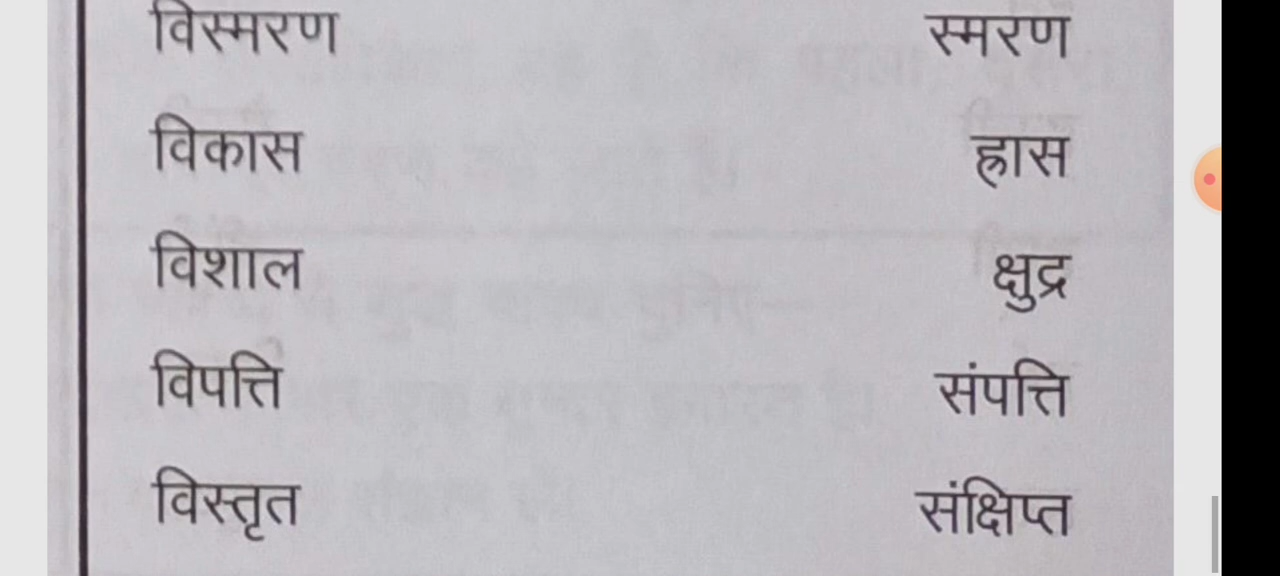 विस्मरण स्मरण
विकास ह्रास
विशाल क्षुद्र
विपत्ति संपत्ति
विस्तृत संक्षिप्त